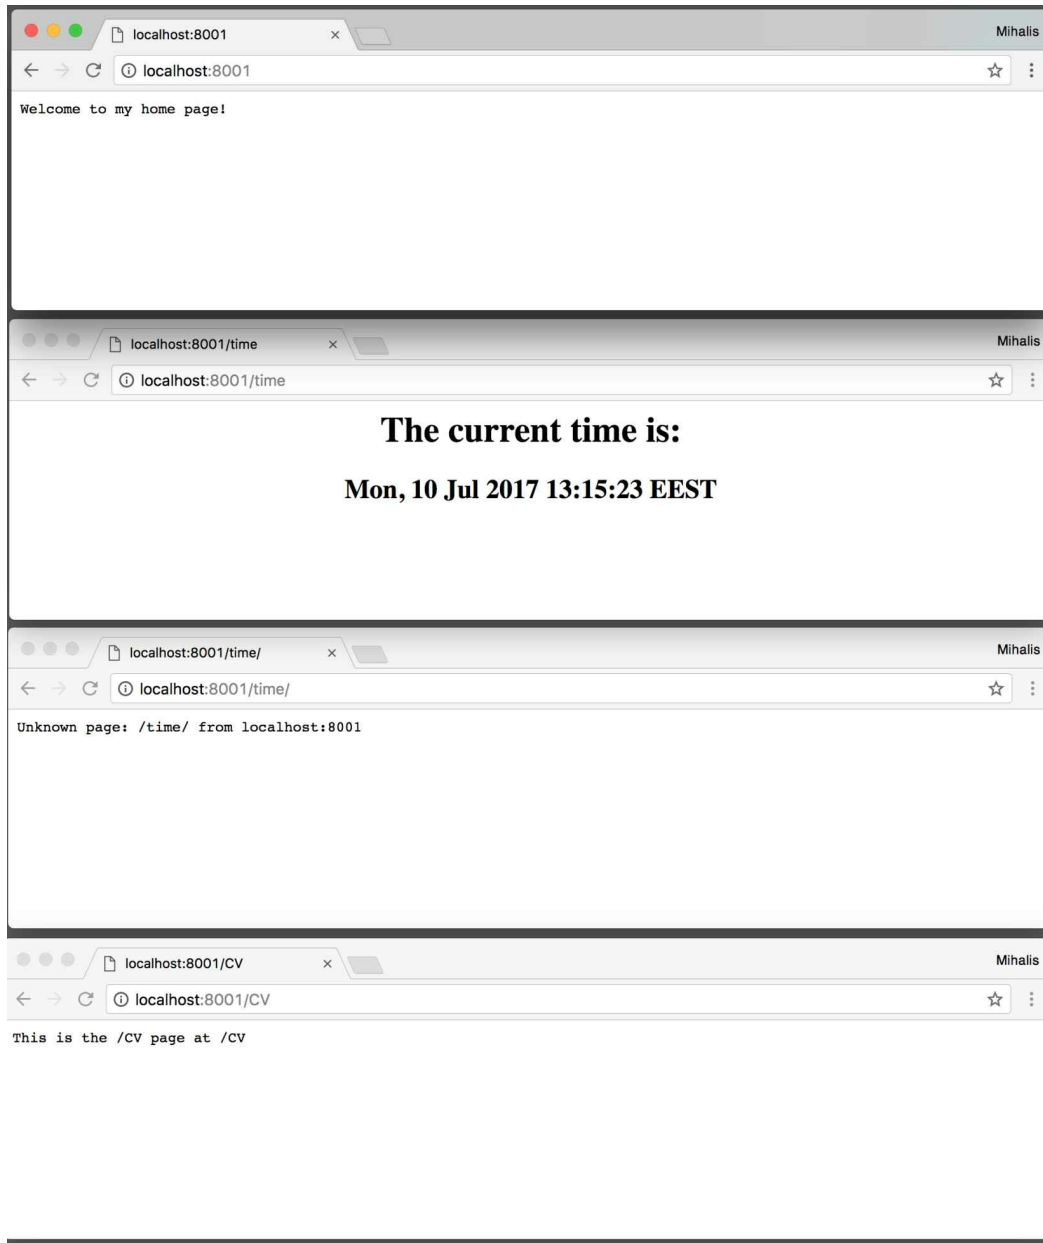 localhost:8001
Mihalis
localhost:8001
Welcome to my home page!
localhost:8001/time
Mihalis
localhost:8001/time
The current time is:
Mon, 10 Jul 2017 13:15:23 EEST
localhost:8001/time/
Mihalis
localhost:8001/time/
Unknown page: /time/ from localhost:8001
localhost:8001/CV
Mihalis
localhost:8001/CV
This is the /CV page at /CV